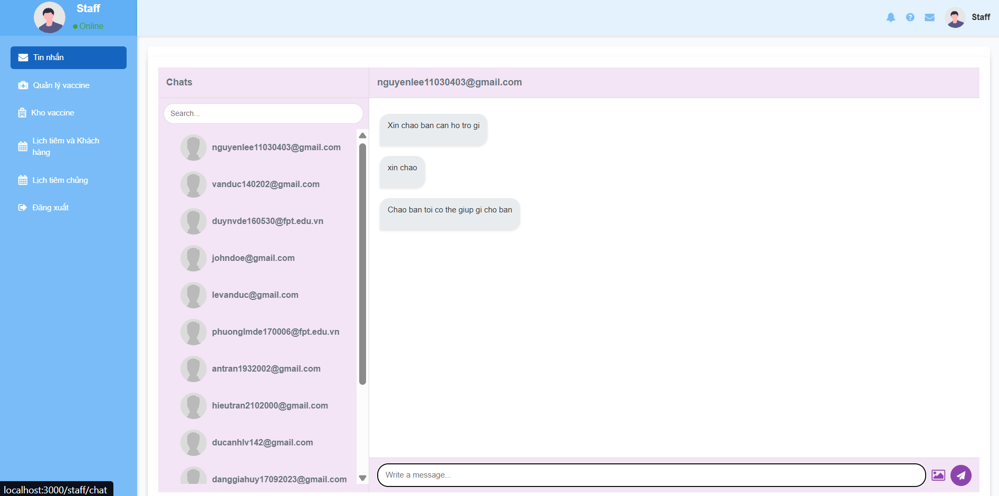 Staff
Online
Staff
Tin nhắn
Quản lý vaccine
Kho vaccine
Lịch tiêm và Khách
hàng
Lịch tiêm chủng
Đăng xuất
Chats
Search...
nguyenlee11030403@gmail.com
vanduc140202@gmail.com
duynvde160530@fpt.edu.vn
johndoe@gmail.com
levanduc@gmail.com
phuonglmde170006@fpt.edu.vn
antran1932002@gmail.com
hieutran2102000@gmail.com
ducanhlv142@gmail.com
danggiahuy17092023@gmail.com
nguyenlee11030403@gmail.com
Xin chao ban can ho tro gi
xin chao
Chao ban toi co the giup gi cho ban
Write a message...
localhost:3000/staff/chat